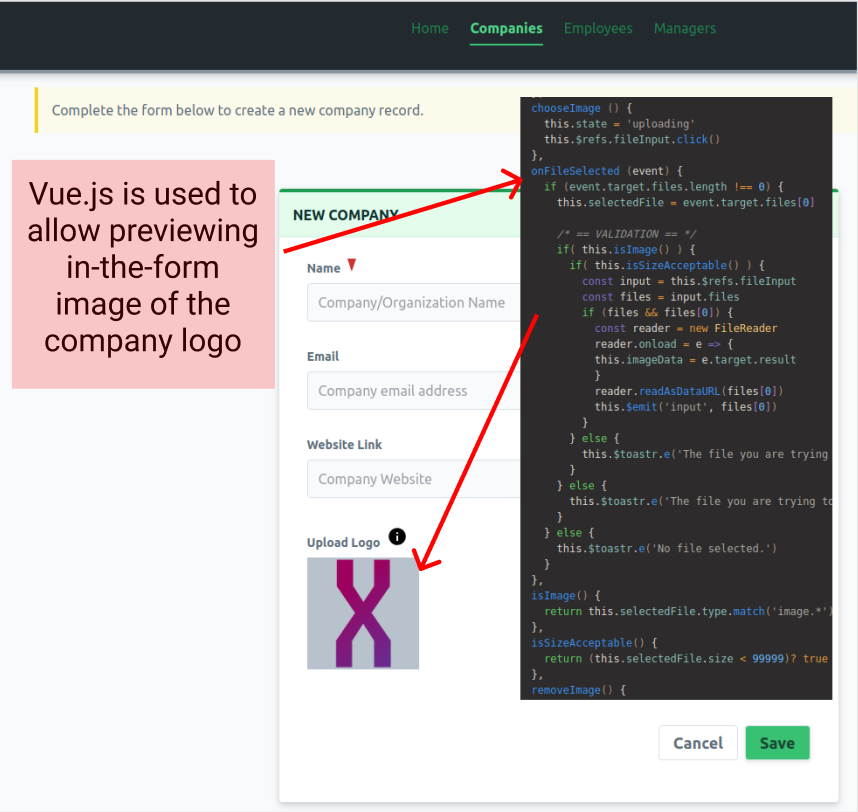 Home Companies Employees Managers
Complete the form below to create a new company record.
Vue.js is used to
allow previewing
in-the-form
image of the
company logo
NEW COMPANY
Name
Company/Organization Name
Email
Company email address
Website Link
Company Website
Upload Logo
i
chooseImage () {
this.state = 'uploading'
this.$refs.fileInput.click()
},
onFileSelected (event) {
if (event.target.files.length !== 0) {
this.selectedFile = event.target.files[0]
/* == VALIDATION == */
if( this.isImage() ) {
if( this.isSizeAcceptable() ) {
const input = this.$refs.fileInput
const files = input.files
if (files && files[0]) {
const reader = new FileReader
reader.onload = e => {
this.imageData = e.target.result
}
reader.readAsDataURL(files[0])
this.$emit('input', files[0])
}
} else {
this.$toastr.e('The file you are trying
}
} else {
this.$toastr.e('The file you are trying to
}
} else {
this.$toastr.e('No file selected.')
}
},
isImage() {
return this.selectedFile.type.match('image.*')
},
isSizeAcceptable() {
return (this.selectedFile.size < 99999)? true
},
removeImage() {
Cancel
Save